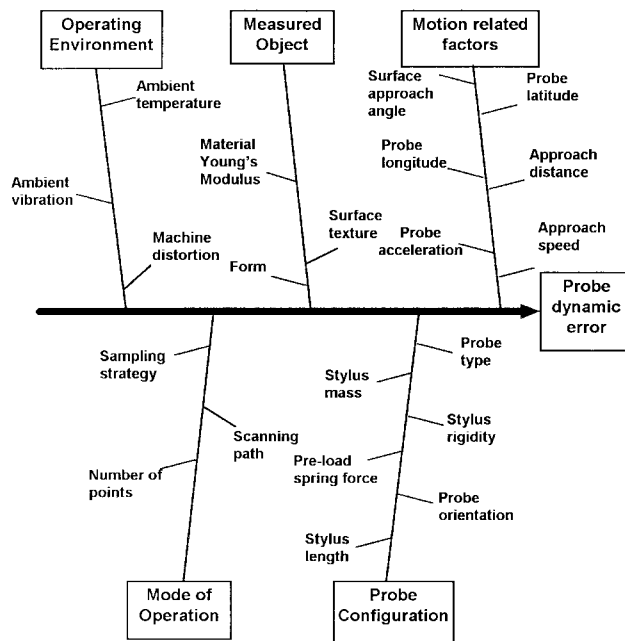 Operating
Environment
Measured
Object
Motion related
factors
Ambient
temperature
Ambient
vibration
Machine
distortion
Material
Young's
Modulus
Surface
texture
Form
Surface
approach
angle
Probe
latitude
Probe
longitude
Approach
distance
Probe
acceleration
Approach
speed
Probe
dynamic
error
Sampling
strategy
Scanning
path
Number of
points
Probe
type
Stylus
mass
Stylus
rigidity
Pre-load
spring force
Probe
orientation
Stylus
length
Mode of
Operation
Probe
Configuration